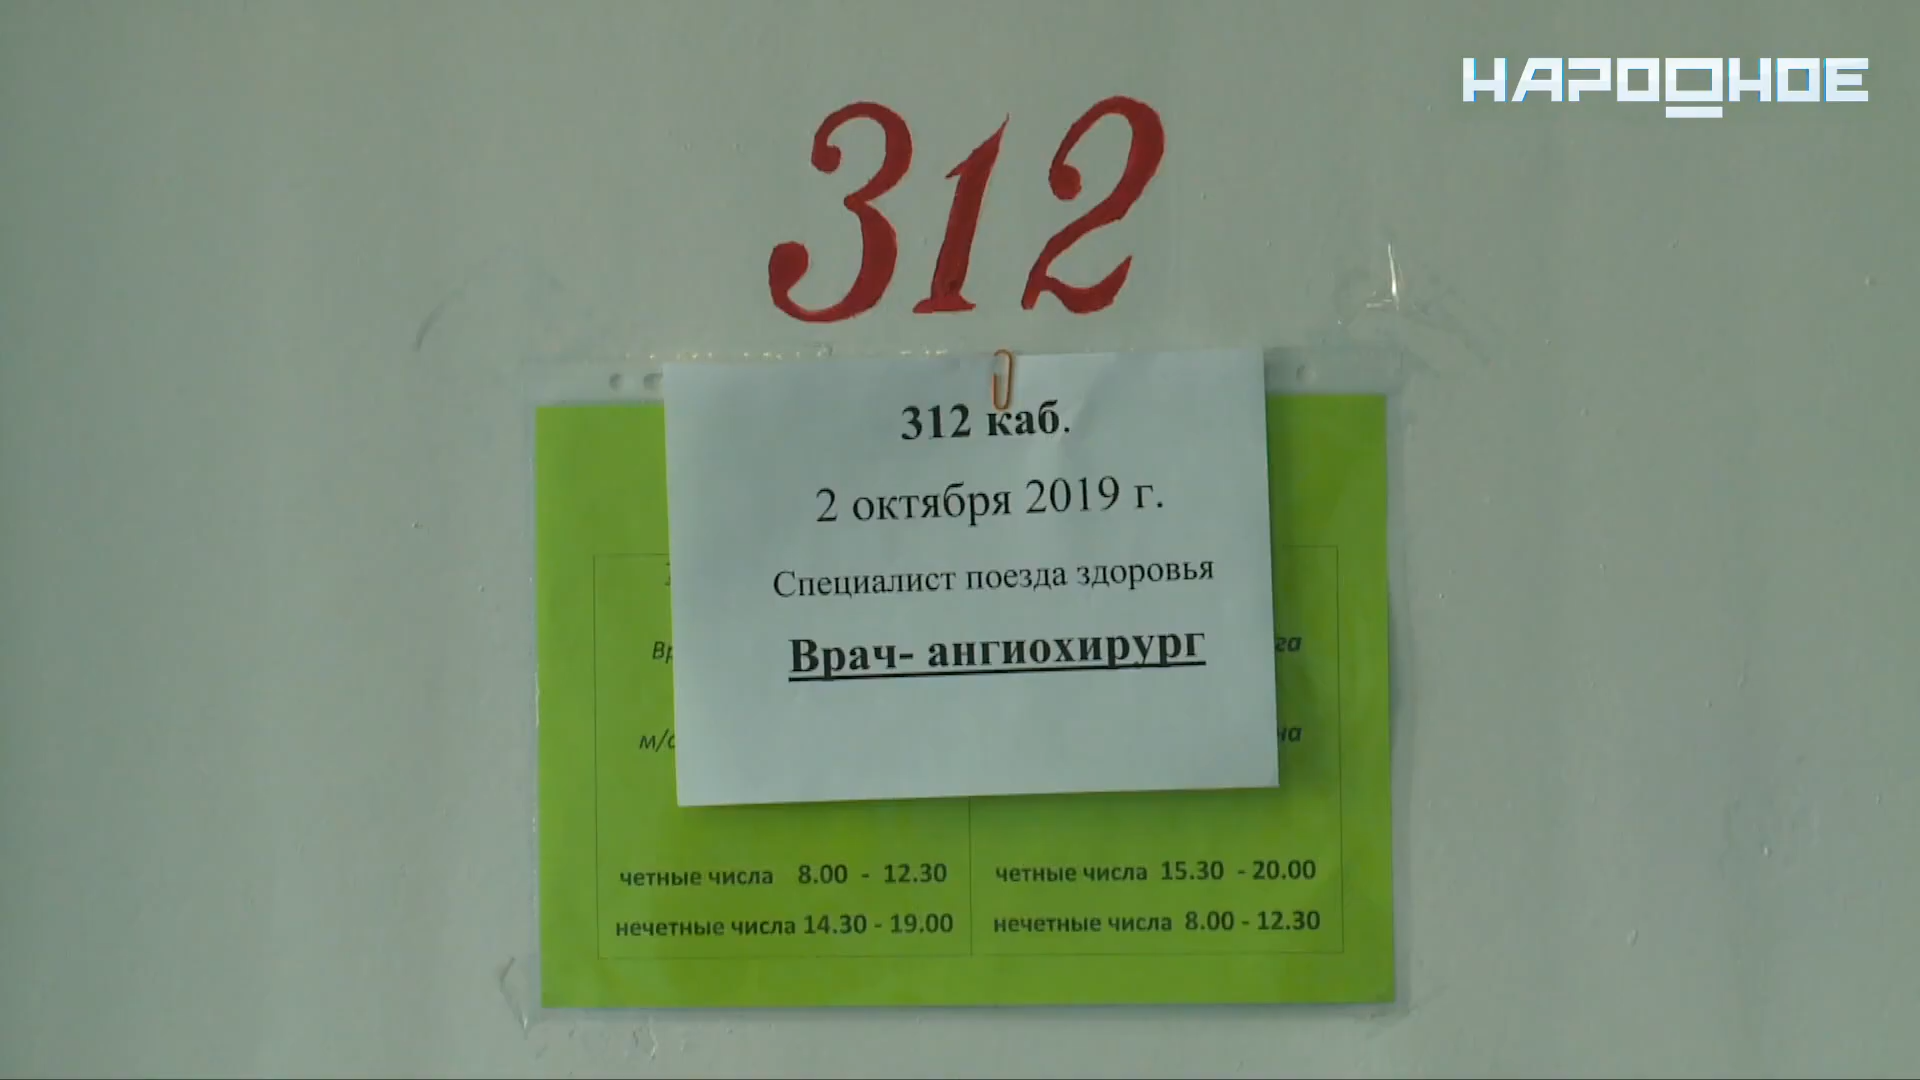 НАРОДНОЕ
312
312 каб.
2 октября 2019 г.
Специалист поезда здоровья
Врач- ангиохирург
четные числа 8.00 - 12.30
нечетные числа 14.30 - 19.00
четные числа 15.30 - 20.00
нечетные числа 8.00 - 12.30